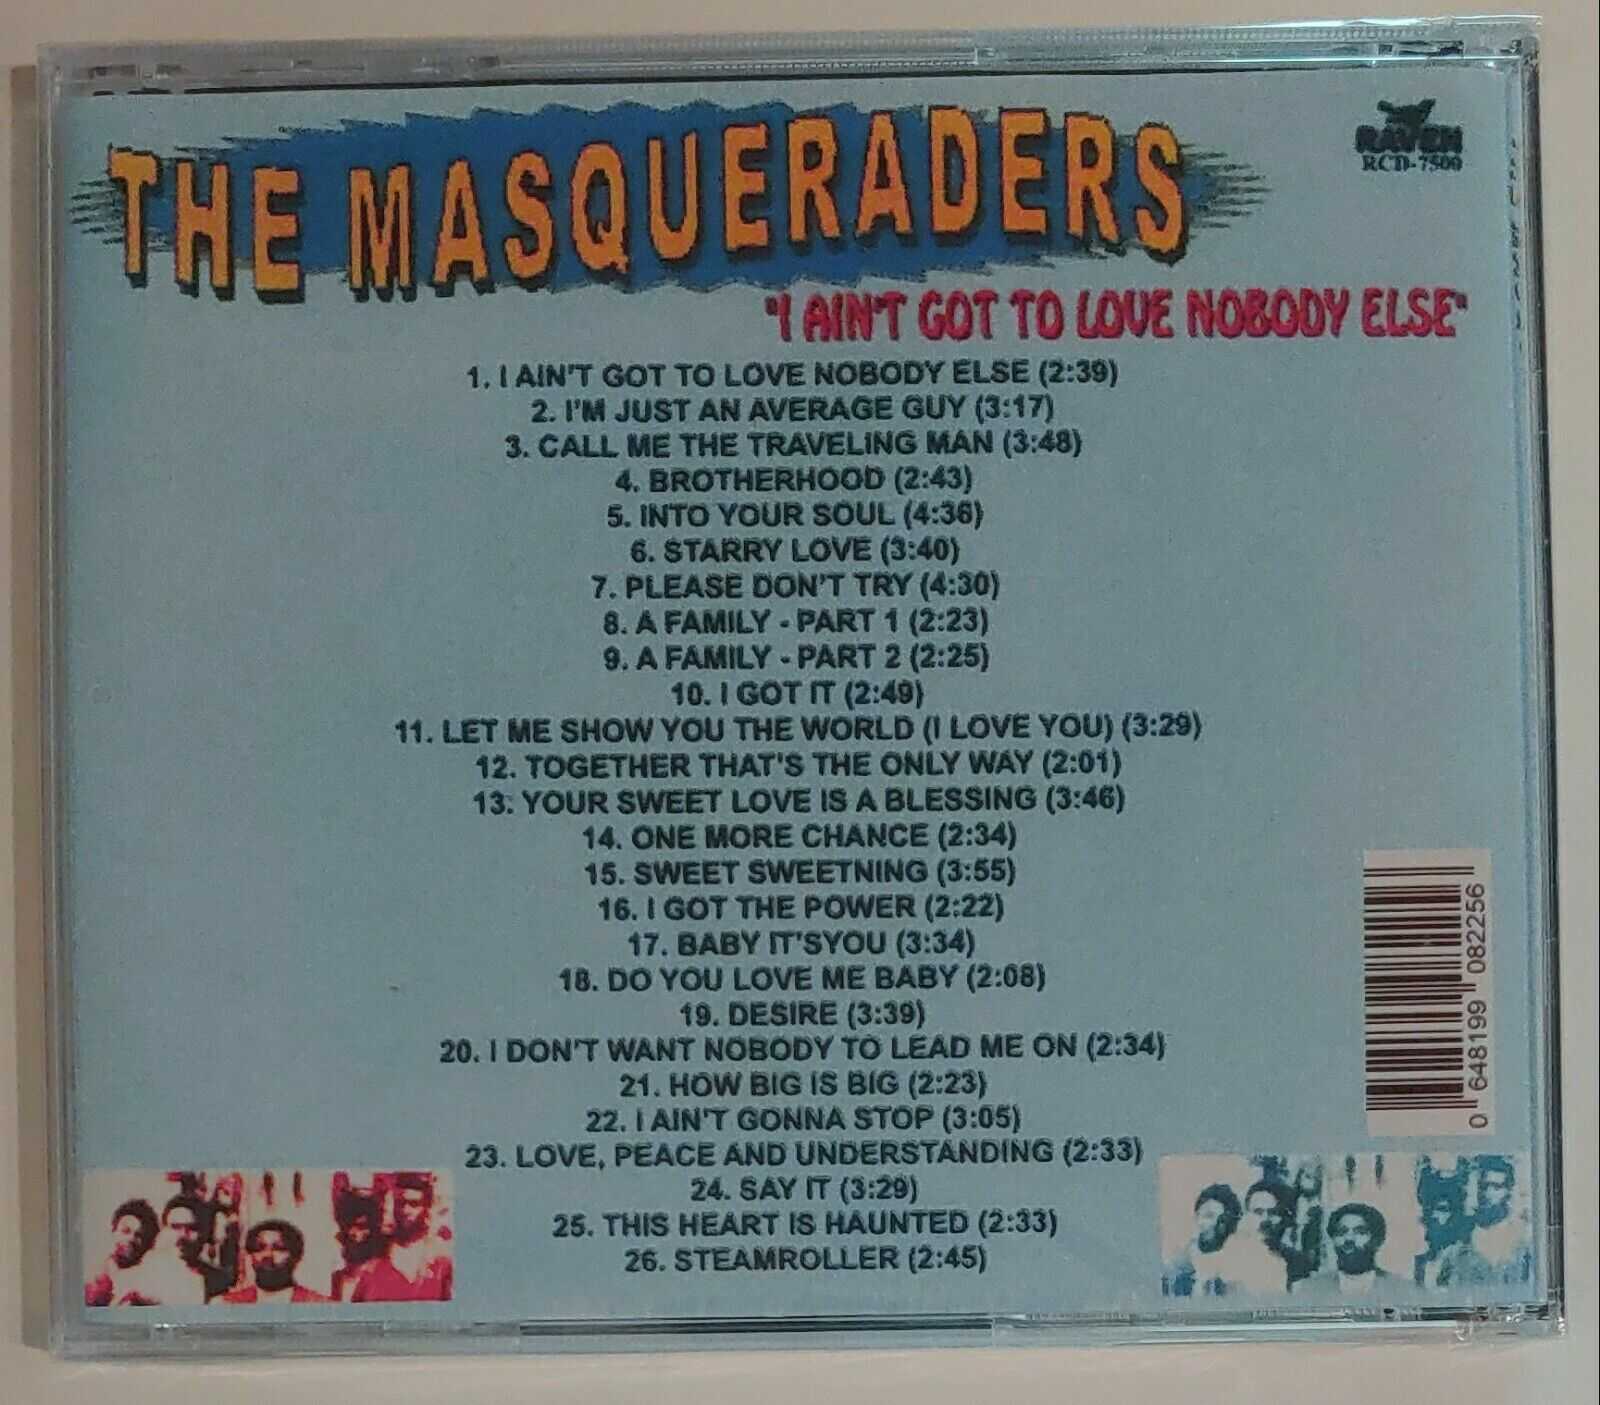 THE MASQUERADERS
RAVEN
RCD-7500
"I AIN'T GOT TO LOVE NOBODY ELSE"
1. I AIN'T GOT TO LOVE NOBODY ELSE (2:39)
2. I'M JUST AN AVERAGE GUY (3:17)
3. CALL ME THE TRAVELING MAN (3:48)
4. BROTHERHOOD (2:43)
5. INTO YOUR SOUL (4:36)
6. STARRY LOVE (3:40)
7. PLEASE DON'T TRY (4:30)
8. A FAMILY - PART 1 (2:23)
9. A FAMILY - PART 2 (2:25)
10. I GOT IT (2:49)
11. LET ME SHOW YOU THE WORLD (I LOVE YOU) (3:29)
12. TOGETHER THAT'S THE ONLY WAY (2:01)
13. YOUR SWEET LOVE IS A BLESSING (3:46)
14. ONE MORE CHANCE (2:34)
15. SWEET SWEETNING (3:55)
16. I GOT THE POWER (2:22)
17. BABY IT'SYOU (3:34)
18. DO YOU LOVE ME BABY (2:08)
19. DESIRE (3:39)
20. I DON'T WANT NOBODY TO LEAD ME ON (2:34)
21. HOW BIG IS BIG (2:23)
22. I AIN'T GONNA STOP (3:05)
23. LOVE, PEACE AND UNDERSTANDING (2:33)
24. SAY IT (3:29)
25. THIS HEART IS HAUNTED (2:33)
26. STEAMROLLER (2:45)
0 648199 082256